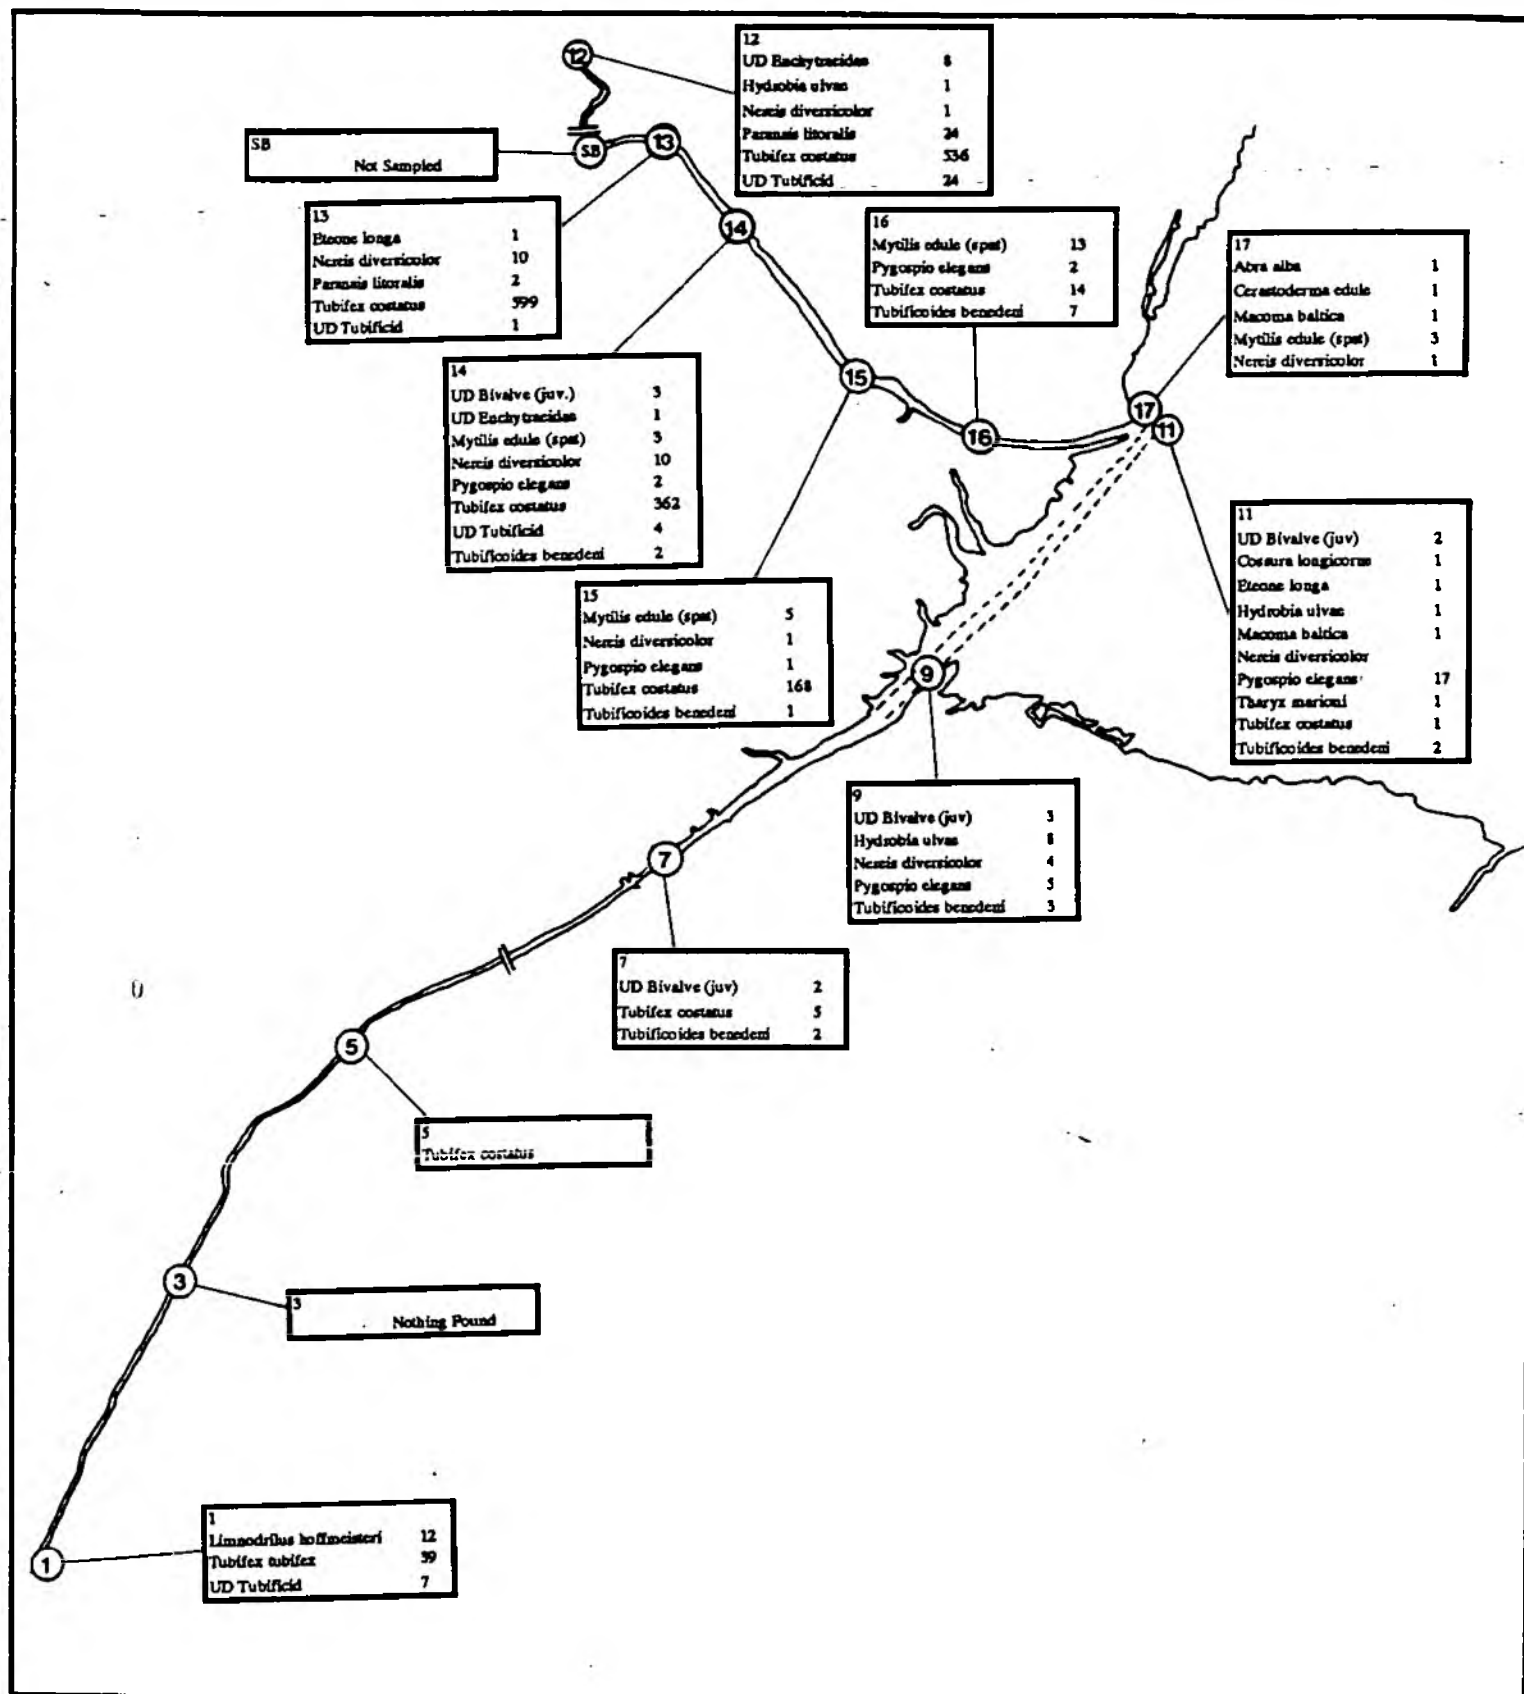 12
UD Enchytracidae 8
Hydrobia ulvae 1
Nereis diversicolor 1
Paranais litoralis 24
Tubifex costatus 536
UD Tubificid 24
12
SB
Not Sampled
SB
13
13
Eteone longa 1
Nereis diversicolor 10
Paranais litoralis 2
Tubifex costatus 599
UD Tubificid 1
14
14
UD Bivalve (juv.) 3
UD Enchytracidae 1
Mytilis edule (spat) 3
Nereis diversicolor 10
Pygospio elegans 2
Tubifex costatus 362
UD Tubificid 4
Tubificoides benedeni 2
16
Mytilis edule (spat) 13
Pygospio elegans 2
Tubifex costatus 14
Tubificoides benedeni 7
17
Abra alba 1
Cerastoderma edule 1
Macoma baltica 1
Mytilis edule (spat) 3
Nereis diversicolor 1
15
16
17
11
15
Mytilis edule (spat) 5
Nereis diversicolor 1
Pygospio elegans 1
Tubifex costatus 168
Tubificoides benedeni 1
11
UD Bivalve (juv) 2
Cossura longicorne 1
Eteone longa 1
Hydrobia ulvae 1
Macoma baltica 1
Nereis diversicolor
Pygospio elegans 17
Tharyx marioni 1
Tubifex costatus 1
Tubificoides benedeni 2
9
9
UD Bivalve (juv) 3
Hydrobia ulvae 8
Nereis diversicolor 4
Pygospio elegans 5
Tubificoides benedeni 3
7
7
UD Bivalve (juv) 2
Tubifex costatus 5
Tubificoides benedeni 2
5
5
Tubifex costatus
3
3
Nothing Found
1
1
Limnodrilus hoffmeisteri 12
Tubifex tubifex 39
UD Tubificid 7